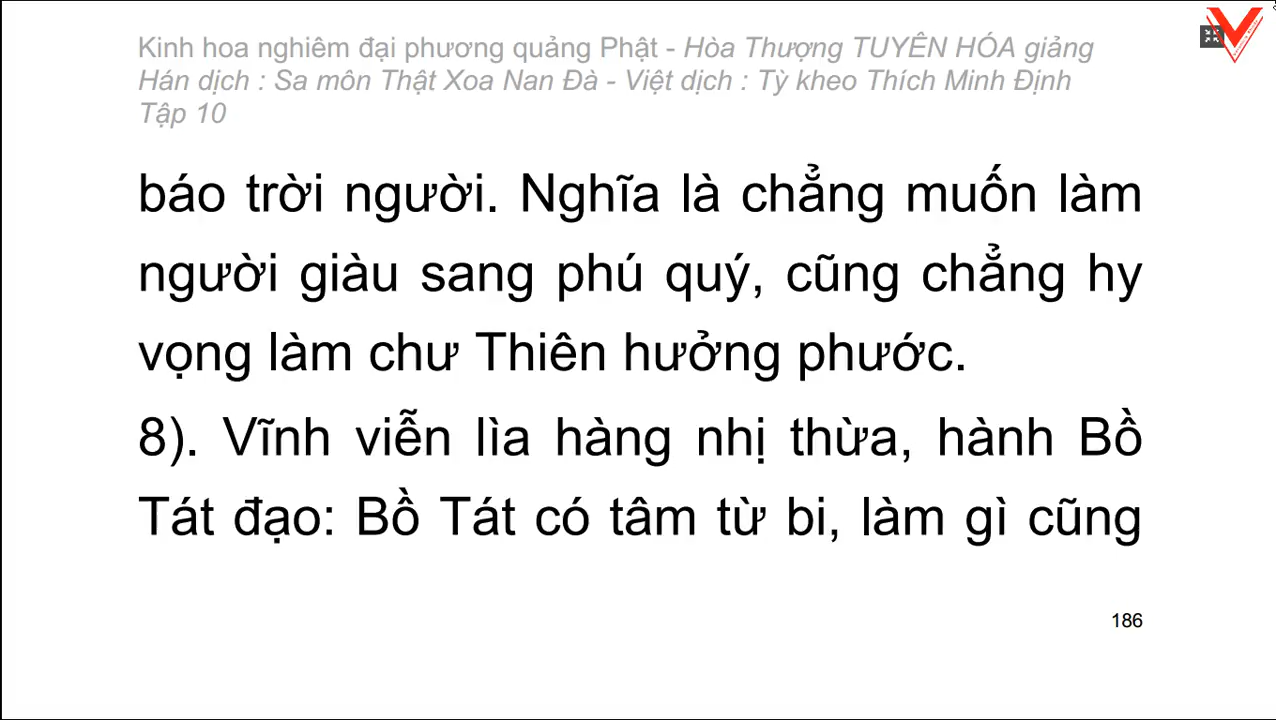 Kinh hoa nghiêm đại phương quảng Phật - Hòa Thượng TUYÊN HÓA giảng
Hán dịch : Sa môn Thật Xoa Nan Đà - Việt dịch : Tỳ kheo Thích Minh Định
Tập 10
báo trời người. Nghĩa là chẳng muốn làm
người giàu sang phú quý, cũng chẳng hy
vọng làm chư Thiên hưởng phước.
8). Vĩnh viễn lìa hàng nhị thừa, hành Bồ
Tát đạo: Bồ Tát có tâm từ bi, làm gì cũng
186